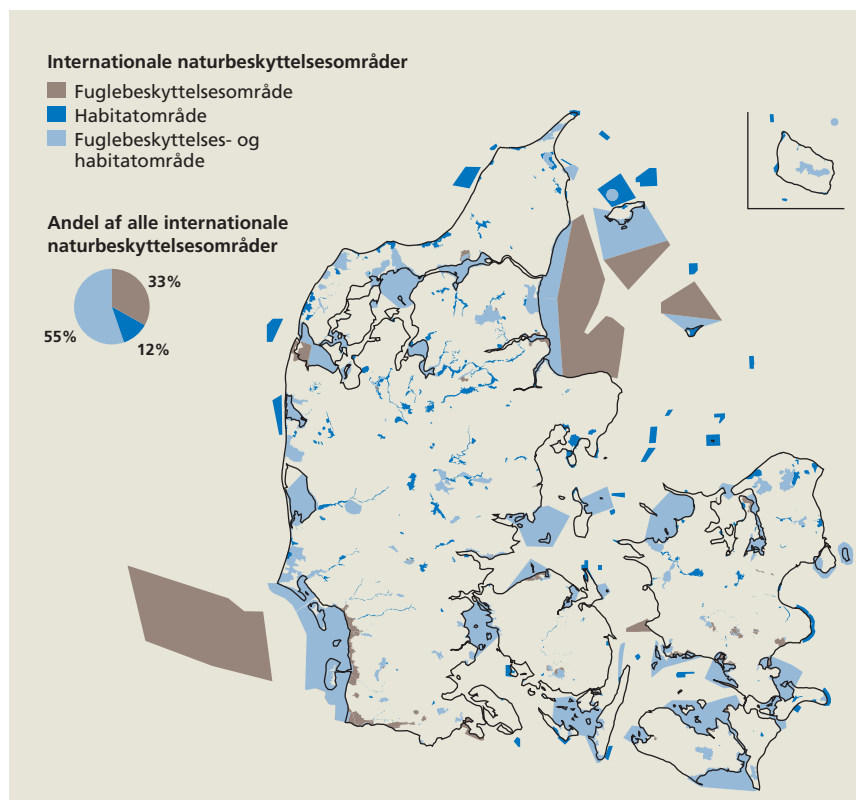 Internationale naturbeskyttelsesområder
Fuglebeskyttelsesområde
Habitatområde
Fuglebeskyttelses- og
habitatområde
Andel af alle internationale
naturbeskyttelsesområder
33%
55%
12%